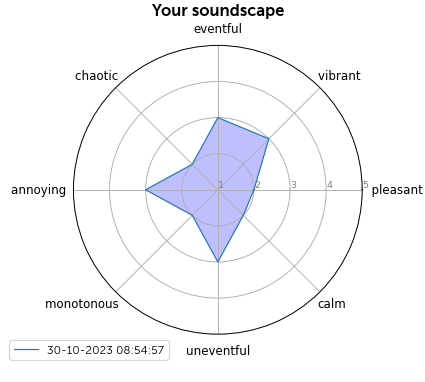 Your soundscape
eventful
chaotic
vibrant
annoying
1
2
3
4
5
pleasant
monotonous
calm
uneventful
30-10-2023 08:54:57